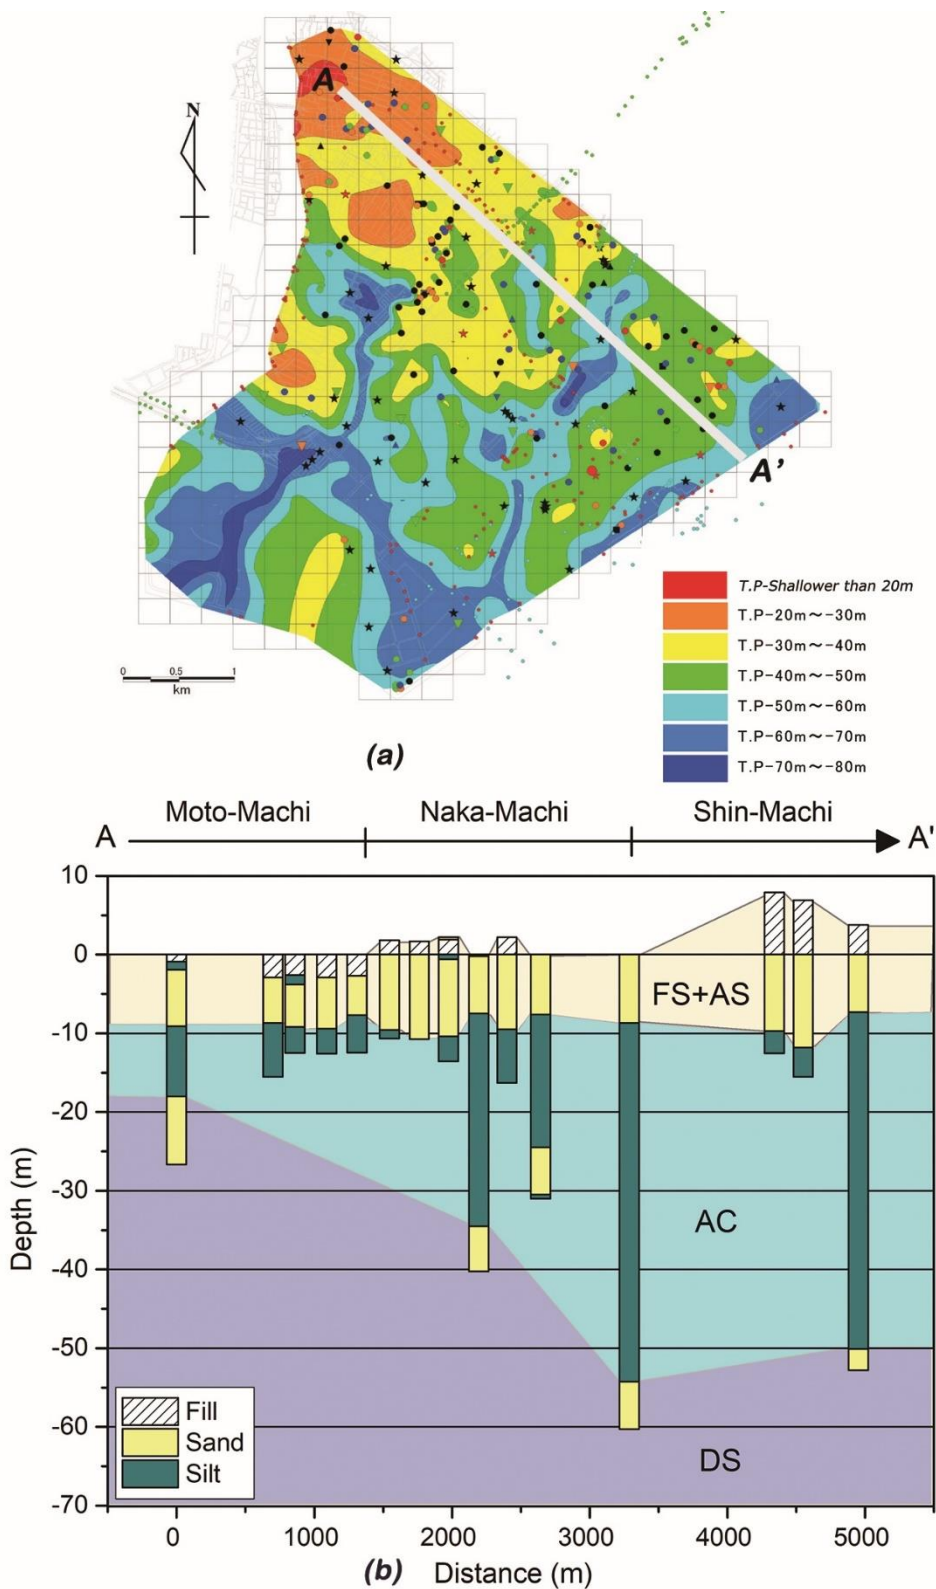 N
A
A'
T.P-Shallower than 20m
T.P-20m～-30m
T.P-30m～-40m
T.P-40m～-50m
T.P-50m～-60m
T.P-60m～-70m
T.P-70m～-80m
0 0.5 1
km
(a)
Moto-Machi Naka-Machi Shin-Machi
A A'
10
0
-10
-20
-30
-40
-50
-60
-70
Depth (m)
FS+AS
AC
DS
Fill
Sand
Silt
0 1000 2000 3000 4000 5000
(b) Distance (m)